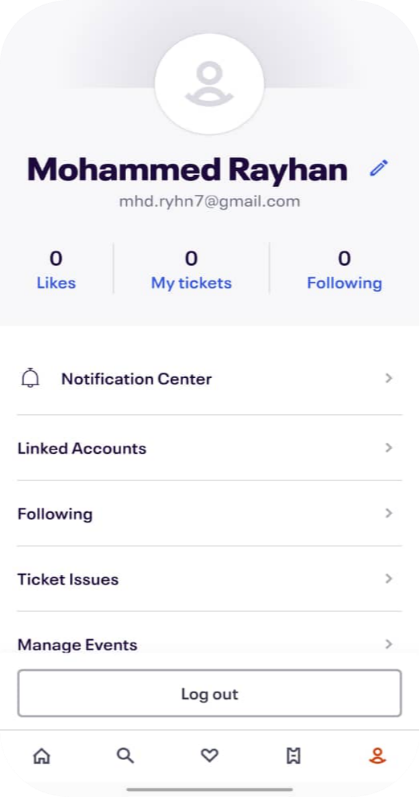 Mohammed Rayhan
mhd.ryhn7@gmail.com
0 0 0
Likes My tickets Following
Notification Center
Linked Accounts
Following
Ticket Issues
Manage Events
Log out